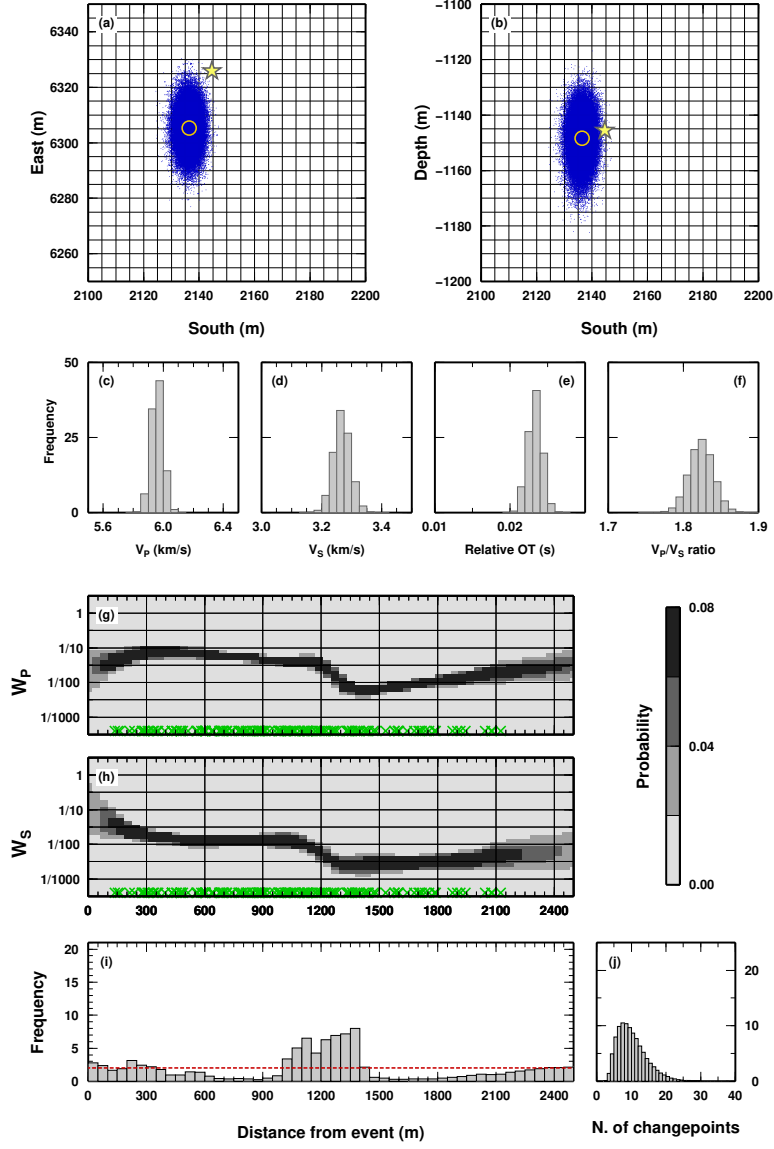 (a)
6340
6320
6300
6280
6260
East (m)
2100 2120 2140 2160 2180 2200
South (m)
(b)
−1100
−1120
−1140
−1160
−1180
−1200
Depth (m)
2100 2120 2140 2160 2180 2200
South (m)
50
25
0
Frequency
(c)
5.6 6.0 6.4
V_P (km/s)
(d)
3.0 3.2 3.4
V_S (km/s)
(e)
0.01 0.02
Relative OT (s)
(f)
1.7 1.8 1.9
V_P/V_S ratio
(g)
1
1/10
1/100
1/1000
W_P
(h)
1
1/10
1/100
1/1000
W_S
0 300 600 900 1200 1500 1800 2100 2400
0.08
0.04
0.00
Probability
(i)
20
15
10
5
0
Frequency
0 300 600 900 1200 1500 1800 2100 2400
Distance from event (m)
(j)
20
10
0
0 10 20 30 40
N. of changepoints